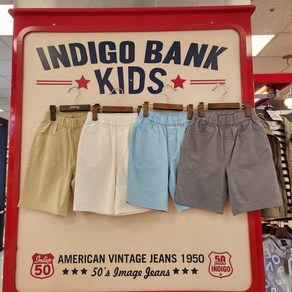 INDIGO BANK
KIDS
AMERICAN VINTAGE JEANS 1950
50's Image Jeans
Indigo
50
50
INDIGO